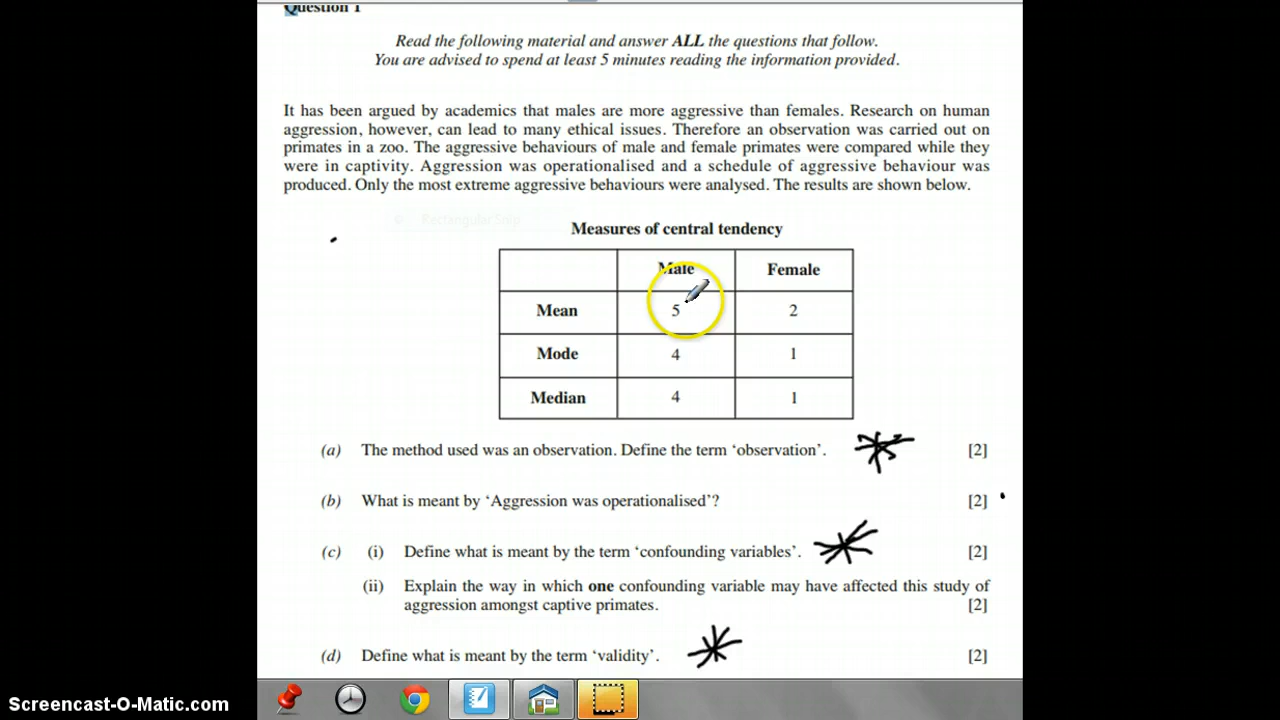 Question 1
Read the following material and answer ALL the questions that follow.
You are advised to spend at least 5 minutes reading the information provided.
It has been argued by academics that males are more aggressive than females. Research on human
aggression, however, can lead to many ethical issues. Therefore an observation was carried out on
primates in a zoo. The aggressive behaviours of male and female primates were compared while they
were in captivity. Aggression was operationalised and a schedule of aggressive behaviour was
produced. Only the most extreme aggressive behaviours were analysed. The results are shown below.
Rectangular Snip
Measures of central tendency
Male Female
Mean 5 2
Mode 4 1
Median 4 1
(a) The method used was an observation. Define the term ‘observation’. [2]
(b) What is meant by ‘Aggression was operationalised’? [2]
(c) (i) Define what is meant by the term ‘confounding variables’. [2]
(ii) Explain the way in which one confounding variable may have affected this study of
aggression amongst captive primates. [2]
(d) Define what is meant by the term ‘validity’. [2]
Screencast-O-Matic.com